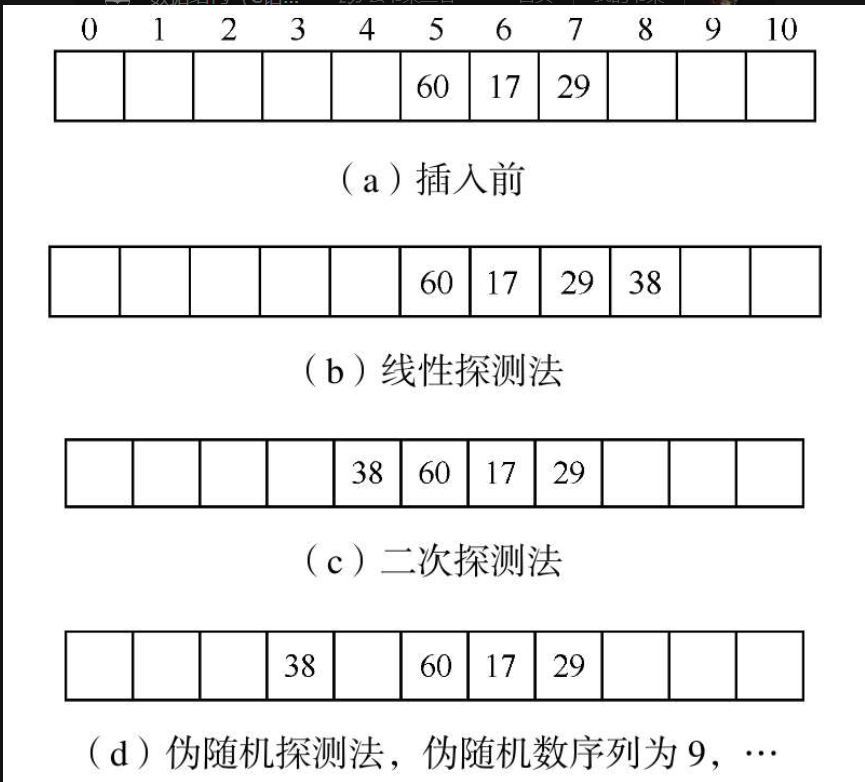 0 1 2 3 4 5 6 7 8 9 10
60 17 29
（a）插入前
60 17 29 38
（b）线性探测法
38 60 17 29
（c）二次探测法
38 60 17 29
（d）伪随机探测法，伪随机数序列为 9，…